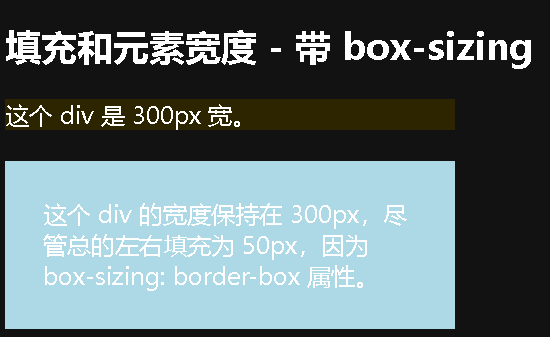 填充和元素宽度 - 带 box-sizing
这个 div 是 300px 宽。
这个 div 的宽度保持在 300px，尽
管总的左右填充为 50px，因为
box-sizing: border-box 属性。